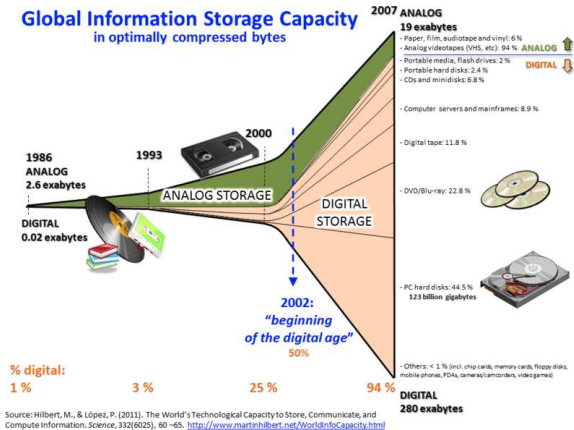 Global Information Storage Capacity
in optimally compressed bytes
2007 ANALOG
19 exabytes
- Paper, film, audiotape and vinyl: 6 %
- Analog videotapes (VHS, etc): 94 % ANALOG
- Portable media, flash drives: 2 % DIGITAL
- Portable hard disks: 2.4 %
- CDs and minidisks: 6.8 %
- Computer servers and mainframes: 8.9 %
- Digital tape: 11.8 %
- DVD/Blu-ray: 22.8 %
- PC hard disks: 44.5 %
123 billion gigabytes
- Others: < 1 % (incl. chip cards, memory cards, floppy disks,
mobile phones, PDAs, cameras/camcorders, video games)
DIGITAL
280 exabytes
1986
ANALOG
2.6 exabytes
DIGITAL
0.02 exabytes
1993
2000
ANALOG STORAGE
DIGITAL
STORAGE
2002:
"beginning
of the digital age"
50%
% digital:
1 % 3 % 25 % 94 %
Source: Hilbert, M., & López, P. (2011). The World's Technological Capacity to Store, Communicate, and
Compute Information. Science, 332(6025), 60 –65. http://www.martinhilbert.net/WorldInfoCapacity.html